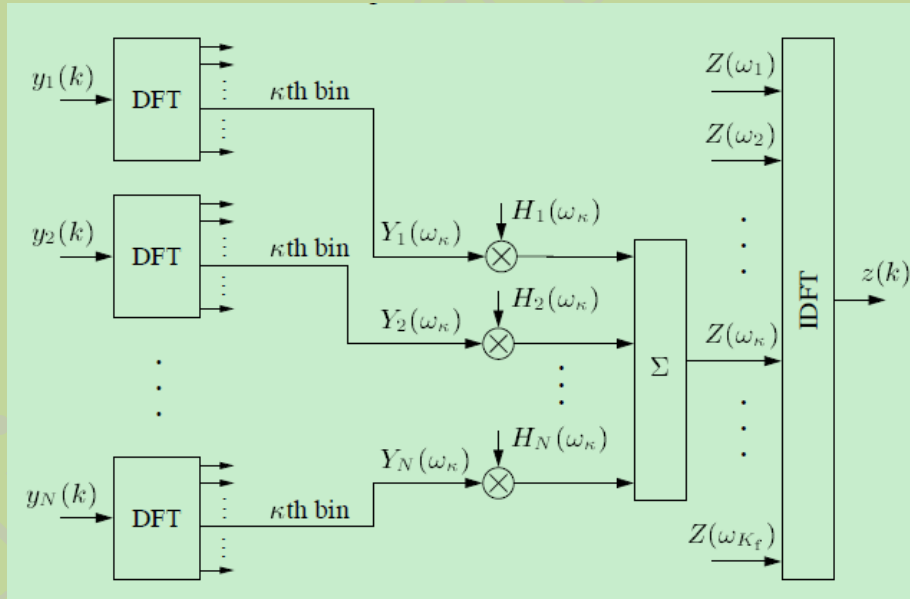 y₁(k)
DFT
κth bin
Z(ω₁)
Z(ω₂)
H₁(ω_κ)
y₂(k)
DFT
κth bin
Y₁(ω_κ)
z(k)
IDFT
H₂(ω_κ)
Y₂(ω_κ)
Z(ω_κ)
Σ
H_N(ω_κ)
Y_N(ω_κ)
y_N(k)
DFT
κth bin
Z(ω_{K_f})